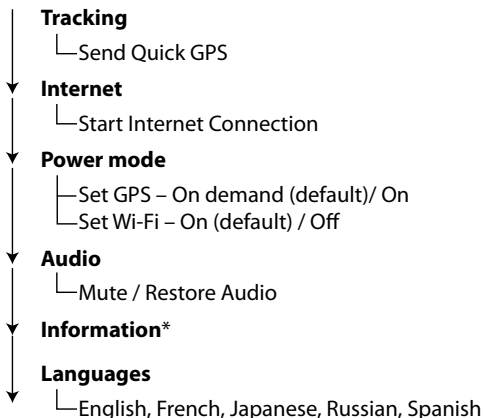 Tracking
Send Quick GPS
Internet
Start Internet Connection
Power mode
Set GPS – On demand (default)/ On
Set Wi-Fi – On (default) / Off
Audio
Mute / Restore Audio
Information*
Languages
English, French, Japanese, Russian, Spanish